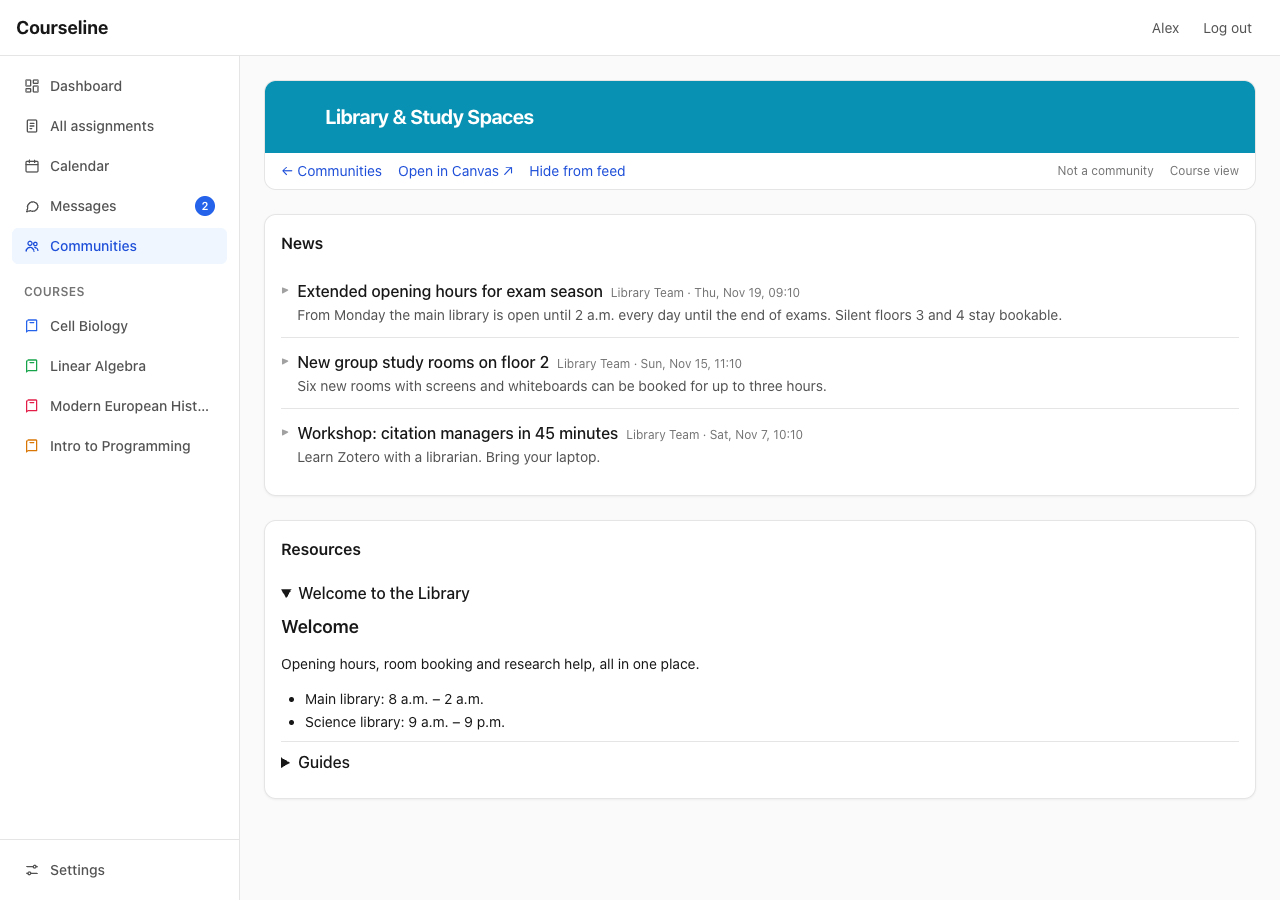 Courseline
Alex
Log out
Dashboard
All assignments
Calendar
Messages
2
Communities
COURSES
Cell Biology
Linear Algebra
Modern European Hist...
Intro to Programming
Settings
Library & Study Spaces
← Communities
Open in Canvas ↗
Hide from feed
Not a community
Course view
News
Extended opening hours for exam season Library Team · Thu, Nov 19, 09:10
From Monday the main library is open until 2 a.m. every day until the end of exams. Silent floors 3 and 4 stay bookable.
New group study rooms on floor 2 Library Team · Sun, Nov 15, 11:10
Six new rooms with screens and whiteboards can be booked for up to three hours.
Workshop: citation managers in 45 minutes Library Team · Sat, Nov 7, 10:10
Learn Zotero with a librarian. Bring your laptop.
Resources
Welcome to the Library
Welcome
Opening hours, room booking and research help, all in one place.
• Main library: 8 a.m. – 2 a.m.
• Science library: 9 a.m. – 9 p.m.
Guides